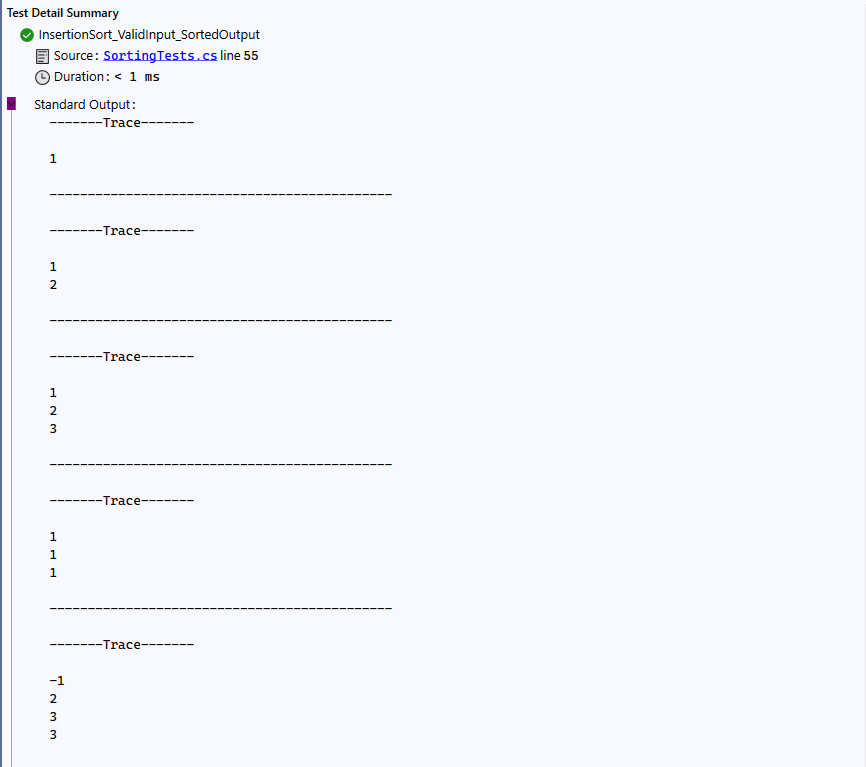 Test Detail Summary
InsertionSort_ValidInput_SortedOutput
Source: SortingTests.cs line 55
Duration: < 1 ms
Standard Output:
-------Trace-------
1
---------------------------------------------
-------Trace-------
1
2
---------------------------------------------
-------Trace-------
1
2
3
---------------------------------------------
-------Trace-------
1
1
1
---------------------------------------------
-------Trace-------
-1
2
3
3